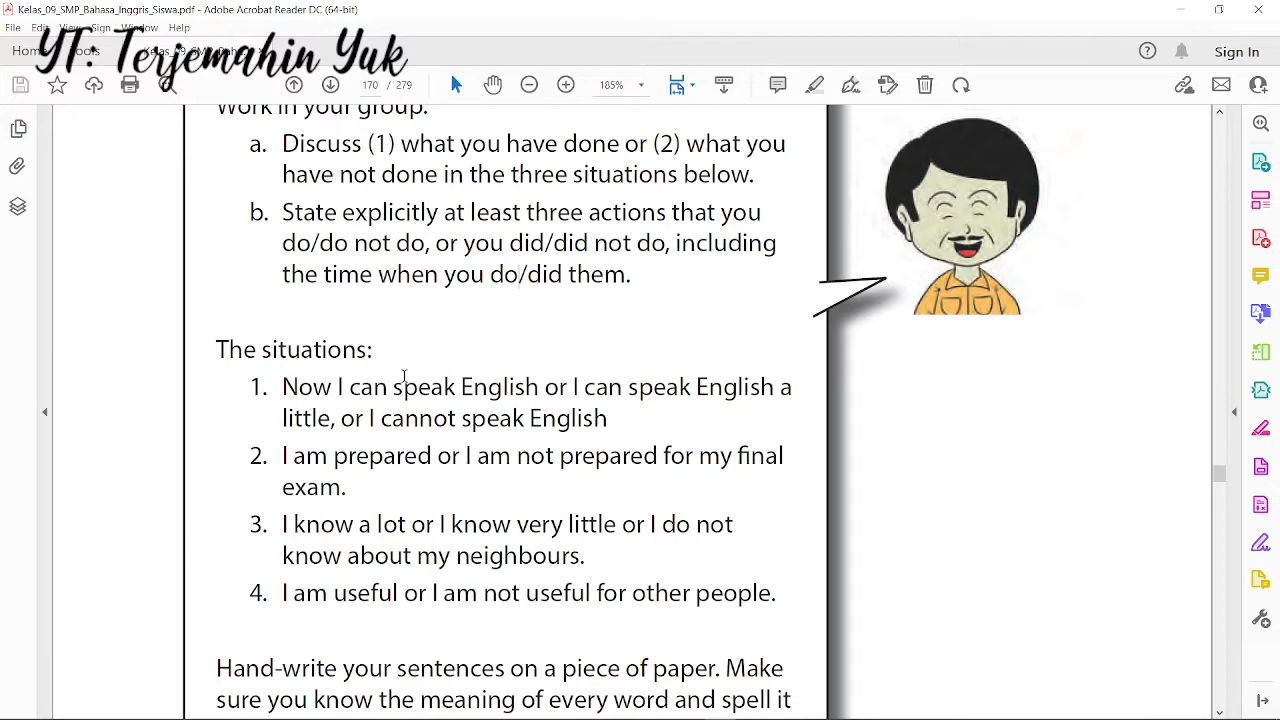 Kelas_09_SMP_Bahasa_Inggris_Siswa.pdf - Adobe Acrobat Reader DC (64-bit)
File Edit View Sign Window Help
YT: Terjemahin Yuk
Home Tools
Sign In
170 / 279
185%
Work in your group.
a. Discuss (1) what you have done or (2) what you
have not done in the three situations below.
b. State explicitly at least three actions that you
do/do not do, or you did/did not do, including
the time when you do/did them.
The situations:
1. Now I can speak English or I can speak English a
little, or I cannot speak English
2. I am prepared or I am not prepared for my final
exam.
3. I know a lot or I know very little or I do not
know about my neighbours.
4. I am useful or I am not useful for other people.
Hand-write your sentences on a piece of paper. Make
sure you know the meaning of every word and spell it